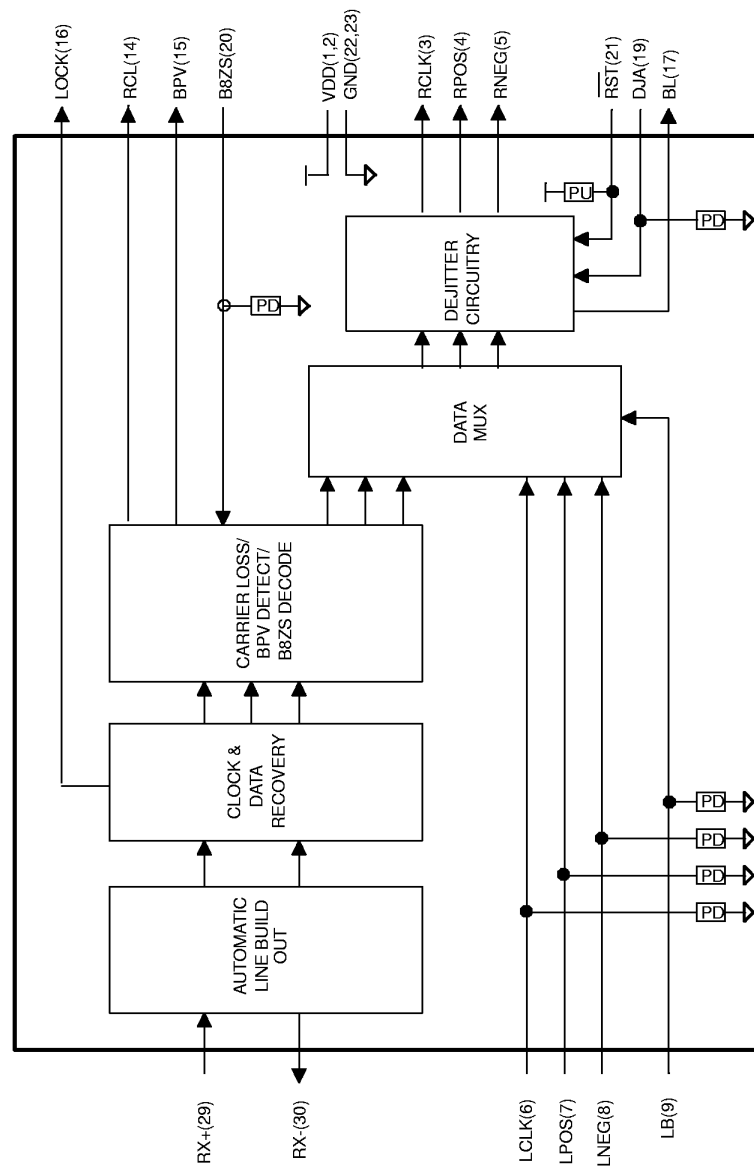 LOCK(16)
RCL(14)
BPV(15)
B8ZS(20)
VDD(1,2)
GND(22,23)
RCLK(3)
RPOS(4)
RNEG(5)
RST(21)
DJA(19)
BL(17)
PU
PD
PD
DEJITTER
CIRCUITRY
DATA
MUX
CARRIER LOSS/
BPV DETECT/
B8ZS DECODE
CLOCK &
DATA
RECOVERY
AUTOMATIC
LINE BUILD
OUT
PD
PD
PD
PD
RX+(29)
RX-(30)
LCLK(6)
LPOS(7)
LNEG(8)
LB(9)